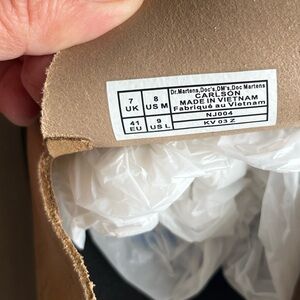 7 UK
8 US M
41 EU
9 US L
Dr.Martens,Doc's,DM's,Doc Martens
CARLSON
MADE IN VIETNAM
Fabriqué au Vietnam
NJ004
KV 03 Z